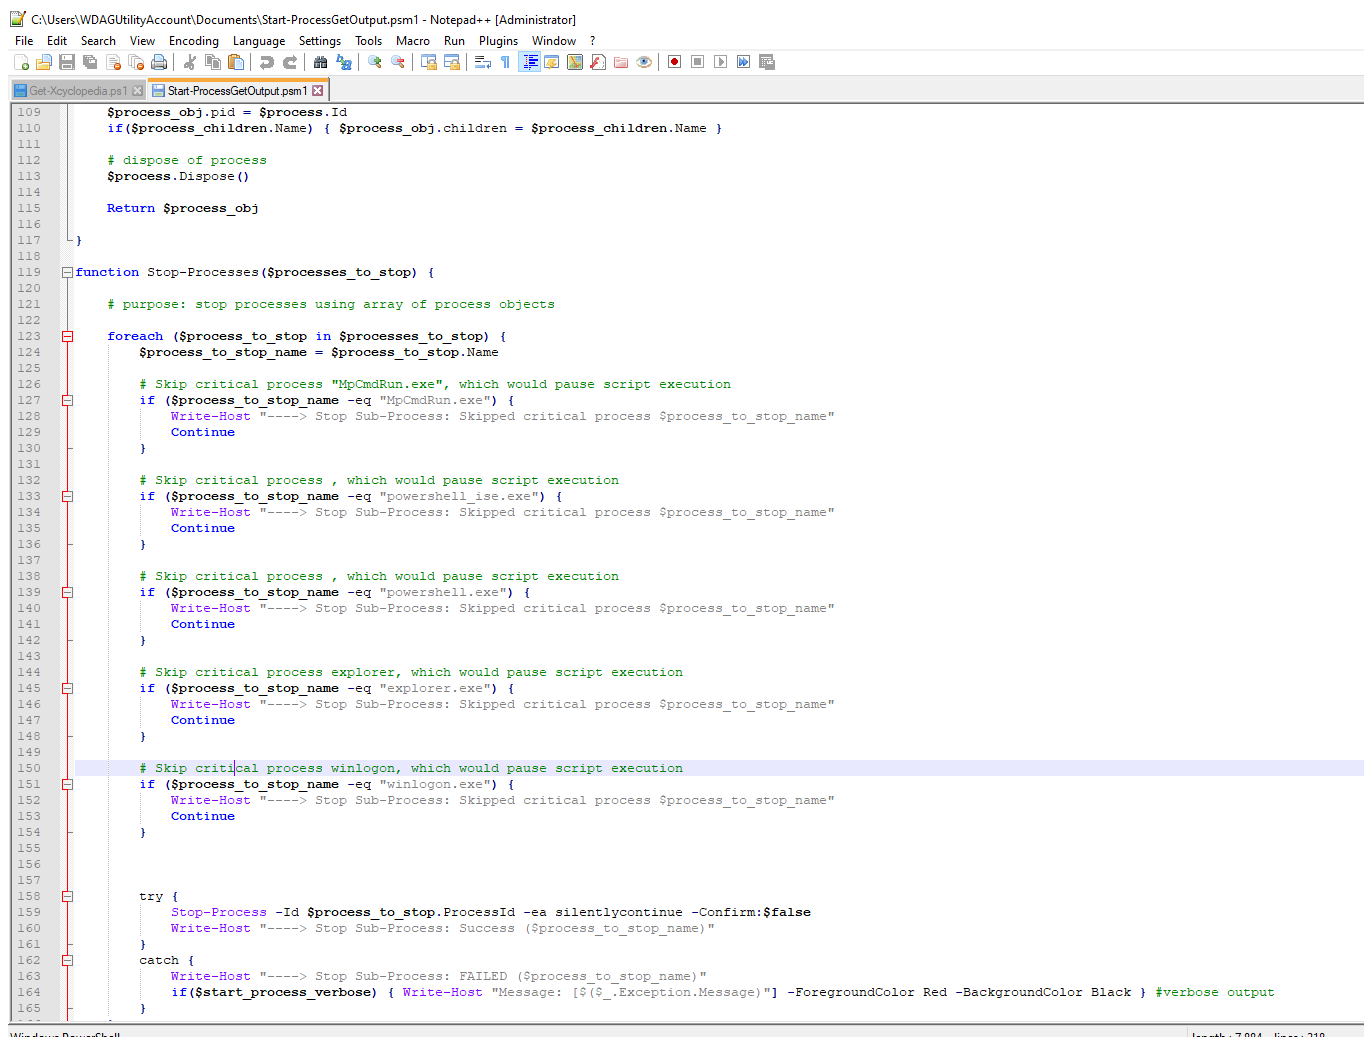 C:\Users\WDAGUtilityAccount\Documents\Start-ProcessGetOutput.psm1 - Notepad++ [Administrator]
File Edit Search View Encoding Language Settings Tools Macro Run Plugins Window ?
Get-Xcyclopedia.ps1 Start-ProcessGetOutput.psm1
109 $process_obj.pid = $process.Id
110 if($process_children.Name) { $process_obj.children = $process_children.Name }
111
112 # dispose of process
113 $process.Dispose()
114
115 Return $process_obj
116
117 }
118
119 function Stop-Processes($processes_to_stop) {
120
121 # purpose: stop processes using array of process objects
122
123 foreach ($process_to_stop in $processes_to_stop) {
124 $process_to_stop_name = $process_to_stop.Name
125
126 # Skip critical process "MpCmdRun.exe", which would pause script execution
127 if ($process_to_stop_name -eq "MpCmdRun.exe") {
128 Write-Host "----> Stop Sub-Process: Skipped critical process $process_to_stop_name"
129 Continue
130 }
131
132 # Skip critical process , which would pause script execution
133 if ($process_to_stop_name -eq "powershell_ise.exe") {
134 Write-Host "----> Stop Sub-Process: Skipped critical process $process_to_stop_name"
135 Continue
136 }
137
138 # Skip critical process , which would pause script execution
139 if ($process_to_stop_name -eq "powershell.exe") {
140 Write-Host "----> Stop Sub-Process: Skipped critical process $process_to_stop_name"
141 Continue
142 }
143
144 # Skip critical process explorer, which would pause script execution
145 if ($process_to_stop_name -eq "explorer.exe") {
146 Write-Host "----> Stop Sub-Process: Skipped critical process $process_to_stop_name"
147 Continue
148 }
149
150 # Skip critical process winlogon, which would pause script execution
151 if ($process_to_stop_name -eq "winlogon.exe") {
152 Write-Host "----> Stop Sub-Process: Skipped critical process $process_to_stop_name"
153 Continue
154 }
155
156
157
158 try {
159 Stop-Process -Id $process_to_stop.ProcessId -ea silentlycontinue -Confirm:$false
160 Write-Host "----> Stop Sub-Process: Success ($process_to_stop_name)"
161 }
162 catch {
163 Write-Host "----> Stop Sub-Process: FAILED ($process_to_stop_name)"
164 if($start_process_verbose) { Write-Host "Message: [$($_.Exception.Message)"] -ForegroundColor Red -BackgroundColor Black } #verbose output
165 }
Windows PowerShell length : 7,884 lines : 218